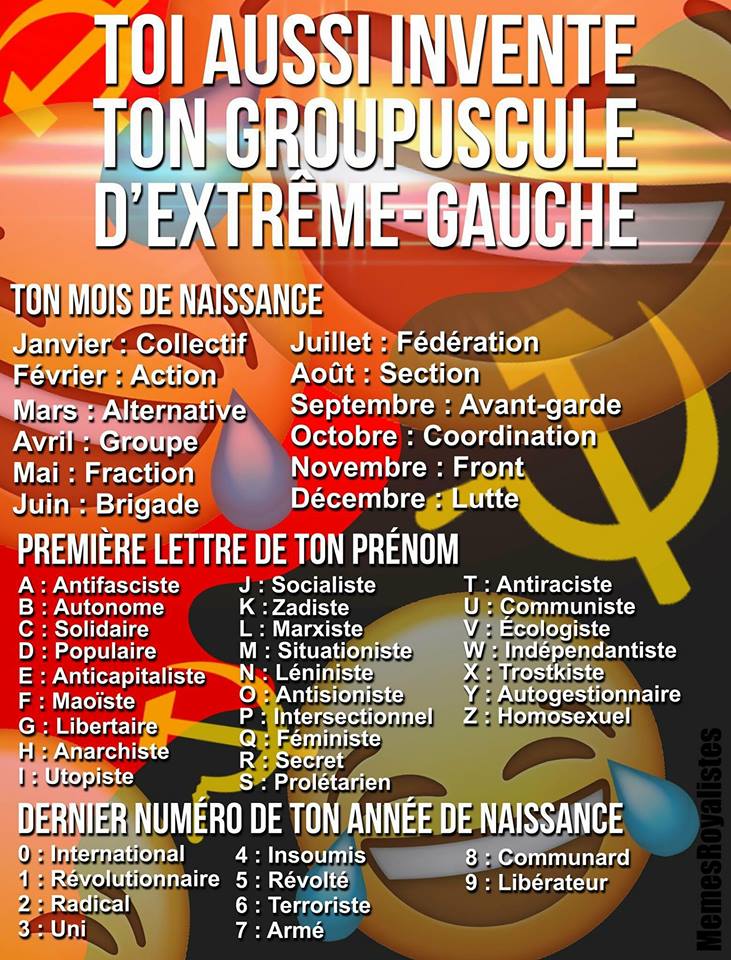 TOI AUSSI INVENTE
TON GROUPUSCULE
D'EXTRÊME-GAUCHE
TON MOIS DE NAISSANCE
Janvier : Collectif
Février : Action
Mars : Alternative
Avril : Groupe
Mai : Fraction
Juin : Brigade
Juillet : Fédération
Août : Section
Septembre : Avant-garde
Octobre : Coordination
Novembre : Front
Décembre : Lutte
PREMIÈRE LETTRE DE TON PRÉNOM
A : Antifasciste
B : Autonome
C : Solidaire
D : Populaire
E : Anticapitaliste
F : Maoïste
G : Libertaire
H : Anarchiste
I : Utopiste
J : Socialiste
K : Zadiste
L : Marxiste
M : Situationiste
N : Léniniste
O : Antisioniste
P : Intersectionnel
Q : Féministe
R : Secret
S : Prolétarien
T : Antiraciste
U : Communiste
V : Écologiste
W : Indépendantiste
X : Trostkiste
Y : Autogestionnaire
Z : Homosexuel
DERNIER NUMÉRO DE TON ANNÉE DE NAISSANCE
0 : International
1 : Révolutionnaire
2 : Radical
3 : Uni
4 : Insoumis
5 : Révolté
6 : Terroriste
7 : Armé
8 : Communard
9 : Libérateur
MemesRoyalistes